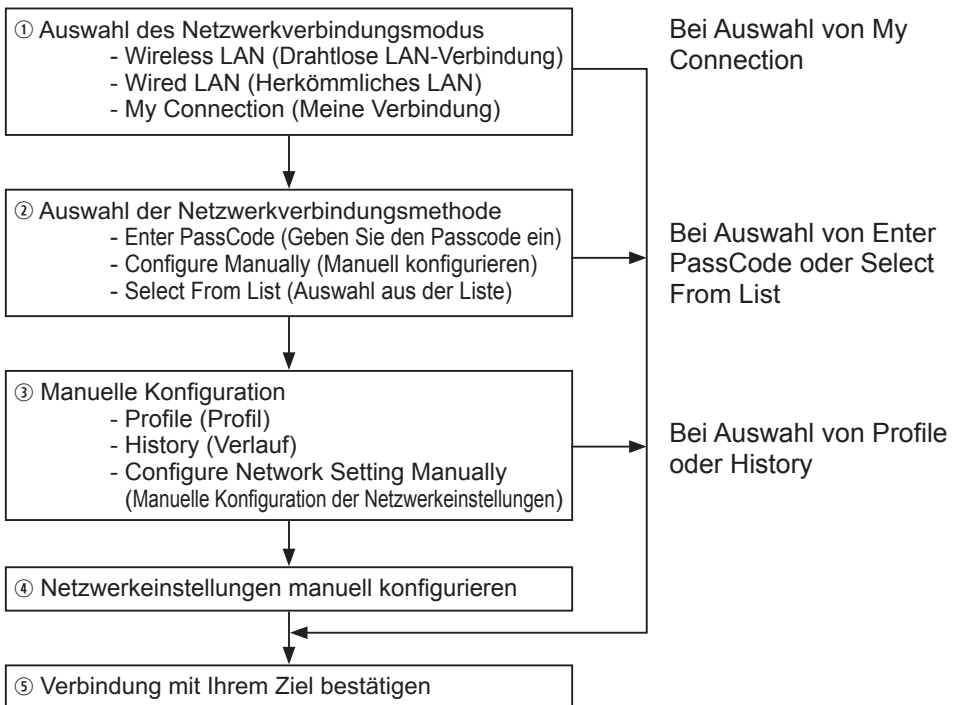 ① Auswahl des Netzwerkverbindungsmodus
- Wireless LAN (Drahtlose LAN-Verbindung)
- Wired LAN (Herkömmliches LAN)
- My Connection (Meine Verbindung)
Bei Auswahl von My
Connection
② Auswahl der Netzwerkverbindungsmethode
- Enter PassCode (Geben Sie den Passcode ein)
- Configure Manually (Manuell konfigurieren)
- Select From List (Auswahl aus der Liste)
Bei Auswahl von Enter
PassCode oder Select
From List
③ Manuelle Konfiguration
- Profile (Profil)
- History (Verlauf)
- Configure Network Setting Manually
(Manuelle Konfiguration der Netzwerkeinstellungen)
Bei Auswahl von Profile
oder History
④ Netzwerkeinstellungen manuell konfigurieren
⑤ Verbindung mit Ihrem Ziel bestätigen